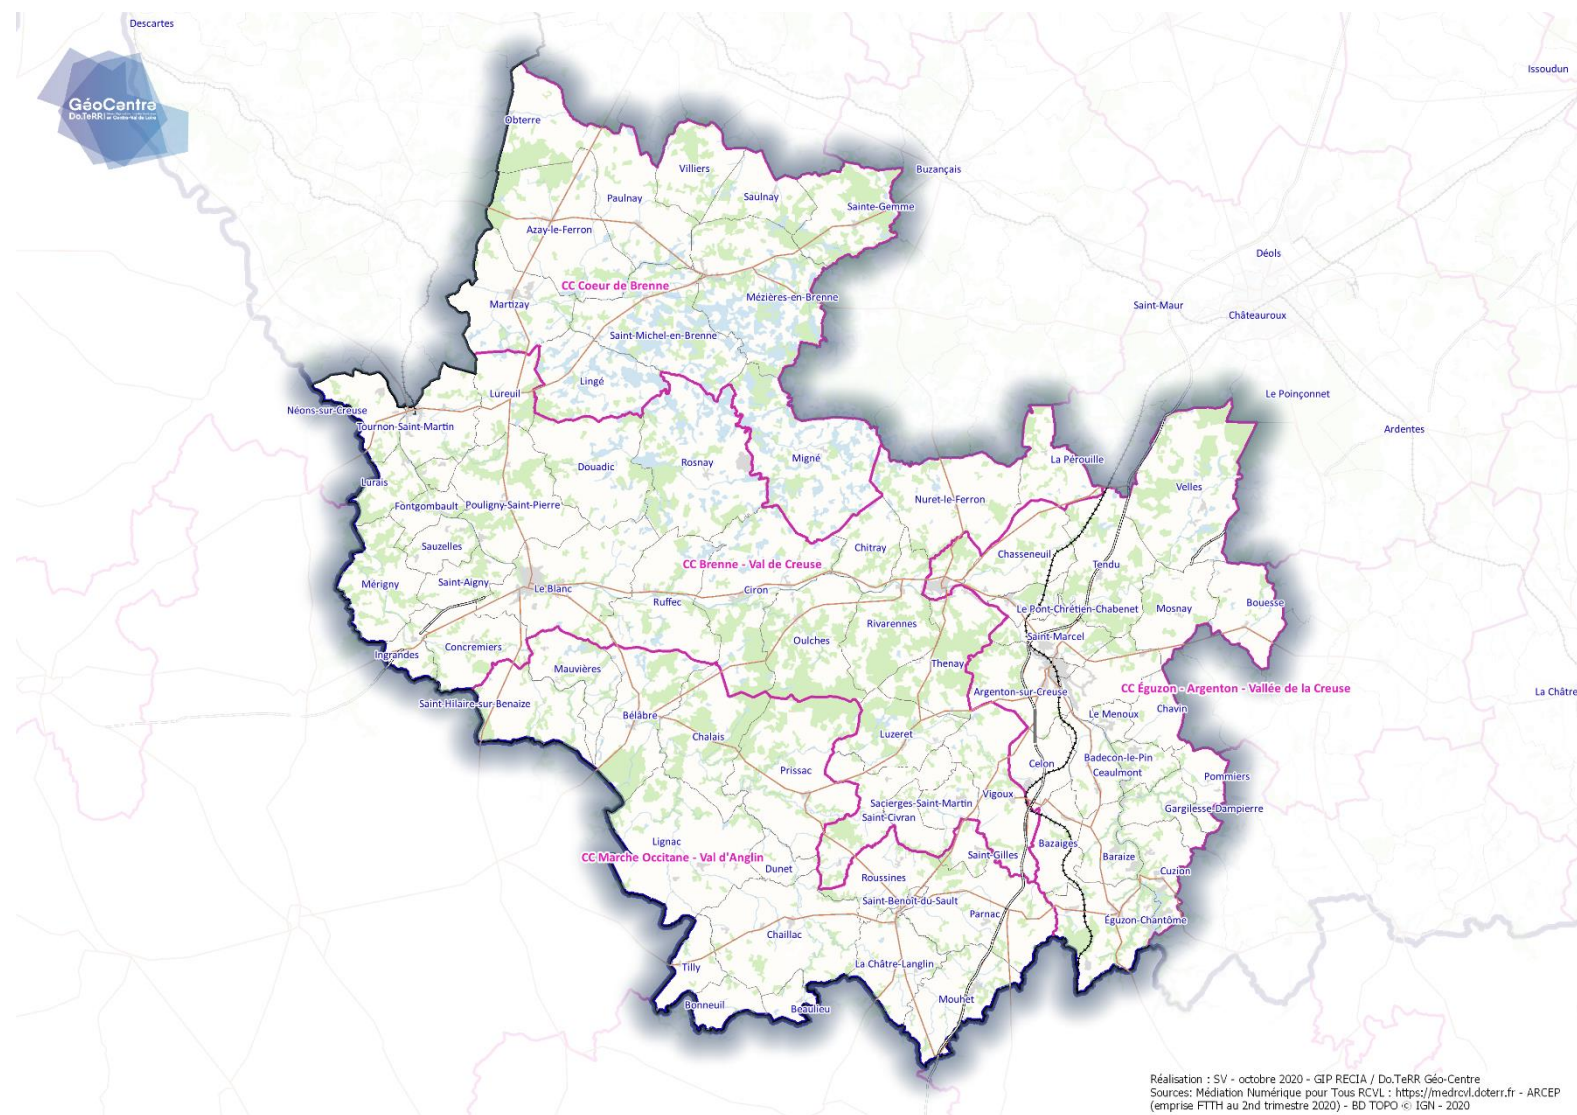 Descartes
Issoudun
GéoCentre
Do.TeRR
Obterre
Villiers
Buzançais
Paulnay
Saulnay
Sainte-Gemme
Azay-le-Ferron
Déols
CC Coeur de Brenne
Martizay
Mézières-en-Brenne
Saint-Maur
Châteauroux
Saint-Michel-en-Brenne
Lingé
Lureuil
Le Poinçonnet
Néons-sur-Creuse
Tournon-Saint-Martin
Ardentes
Migné
La Pérouille
Douadic
Rosnay
Lurais
Velles
Nuret-le-Ferron
Fontgombault
Pouligny-Saint-Pierre
Sauzelles
Chitray
Chasseneuil
CC Brenne - Val de Creuse
Tendu
Mérigny
Saint-Aigny
Le Blanc
Ciron
Ruffec
Bouesse
Le Pont-Chrétien-Chabenet
Mosnay
Rivarennes
Saint-Marcel
Oulches
Concremiers
Ingrandes
Thenay
Mauvières
CC Éguzon - Argenton - Vallée de la Creuse
Argenton-sur-Creuse
La Châtre
Saint-Hilaire-sur-Benaize
Chavin
Le Menoux
Bélâbre
Luzeret
Chalais
Badecon-le-Pin
Celon
Prissac
Ceaulmont
Pommiers
Vigoux
Sacierges-Saint-Martin
Gargilesse-Dampierre
Saint-Civran
Lignac
Bazaiges
CC Marche Occitane - Val d'Anglin
Saint-Gilles
Baraize
Dunet
Cuzion
Roussines
Saint-Benoît-du-Sault
Parnac
Éguzon-Chantôme
Chaillac
La Châtre-Langlin
Tilly
Mouhet
Bonneuil
Beaulieu
Réalisation : SV - octobre 2020 - GIP RECIA / Do.TeRR Géo-Centre
Sources: Médiation Numérique pour Tous RCVL : https://medrcvl.doterr.fr - ARCEP
(emprise FTTH au 2nd trimestre 2020) - BD TOPO © IGN - 2020